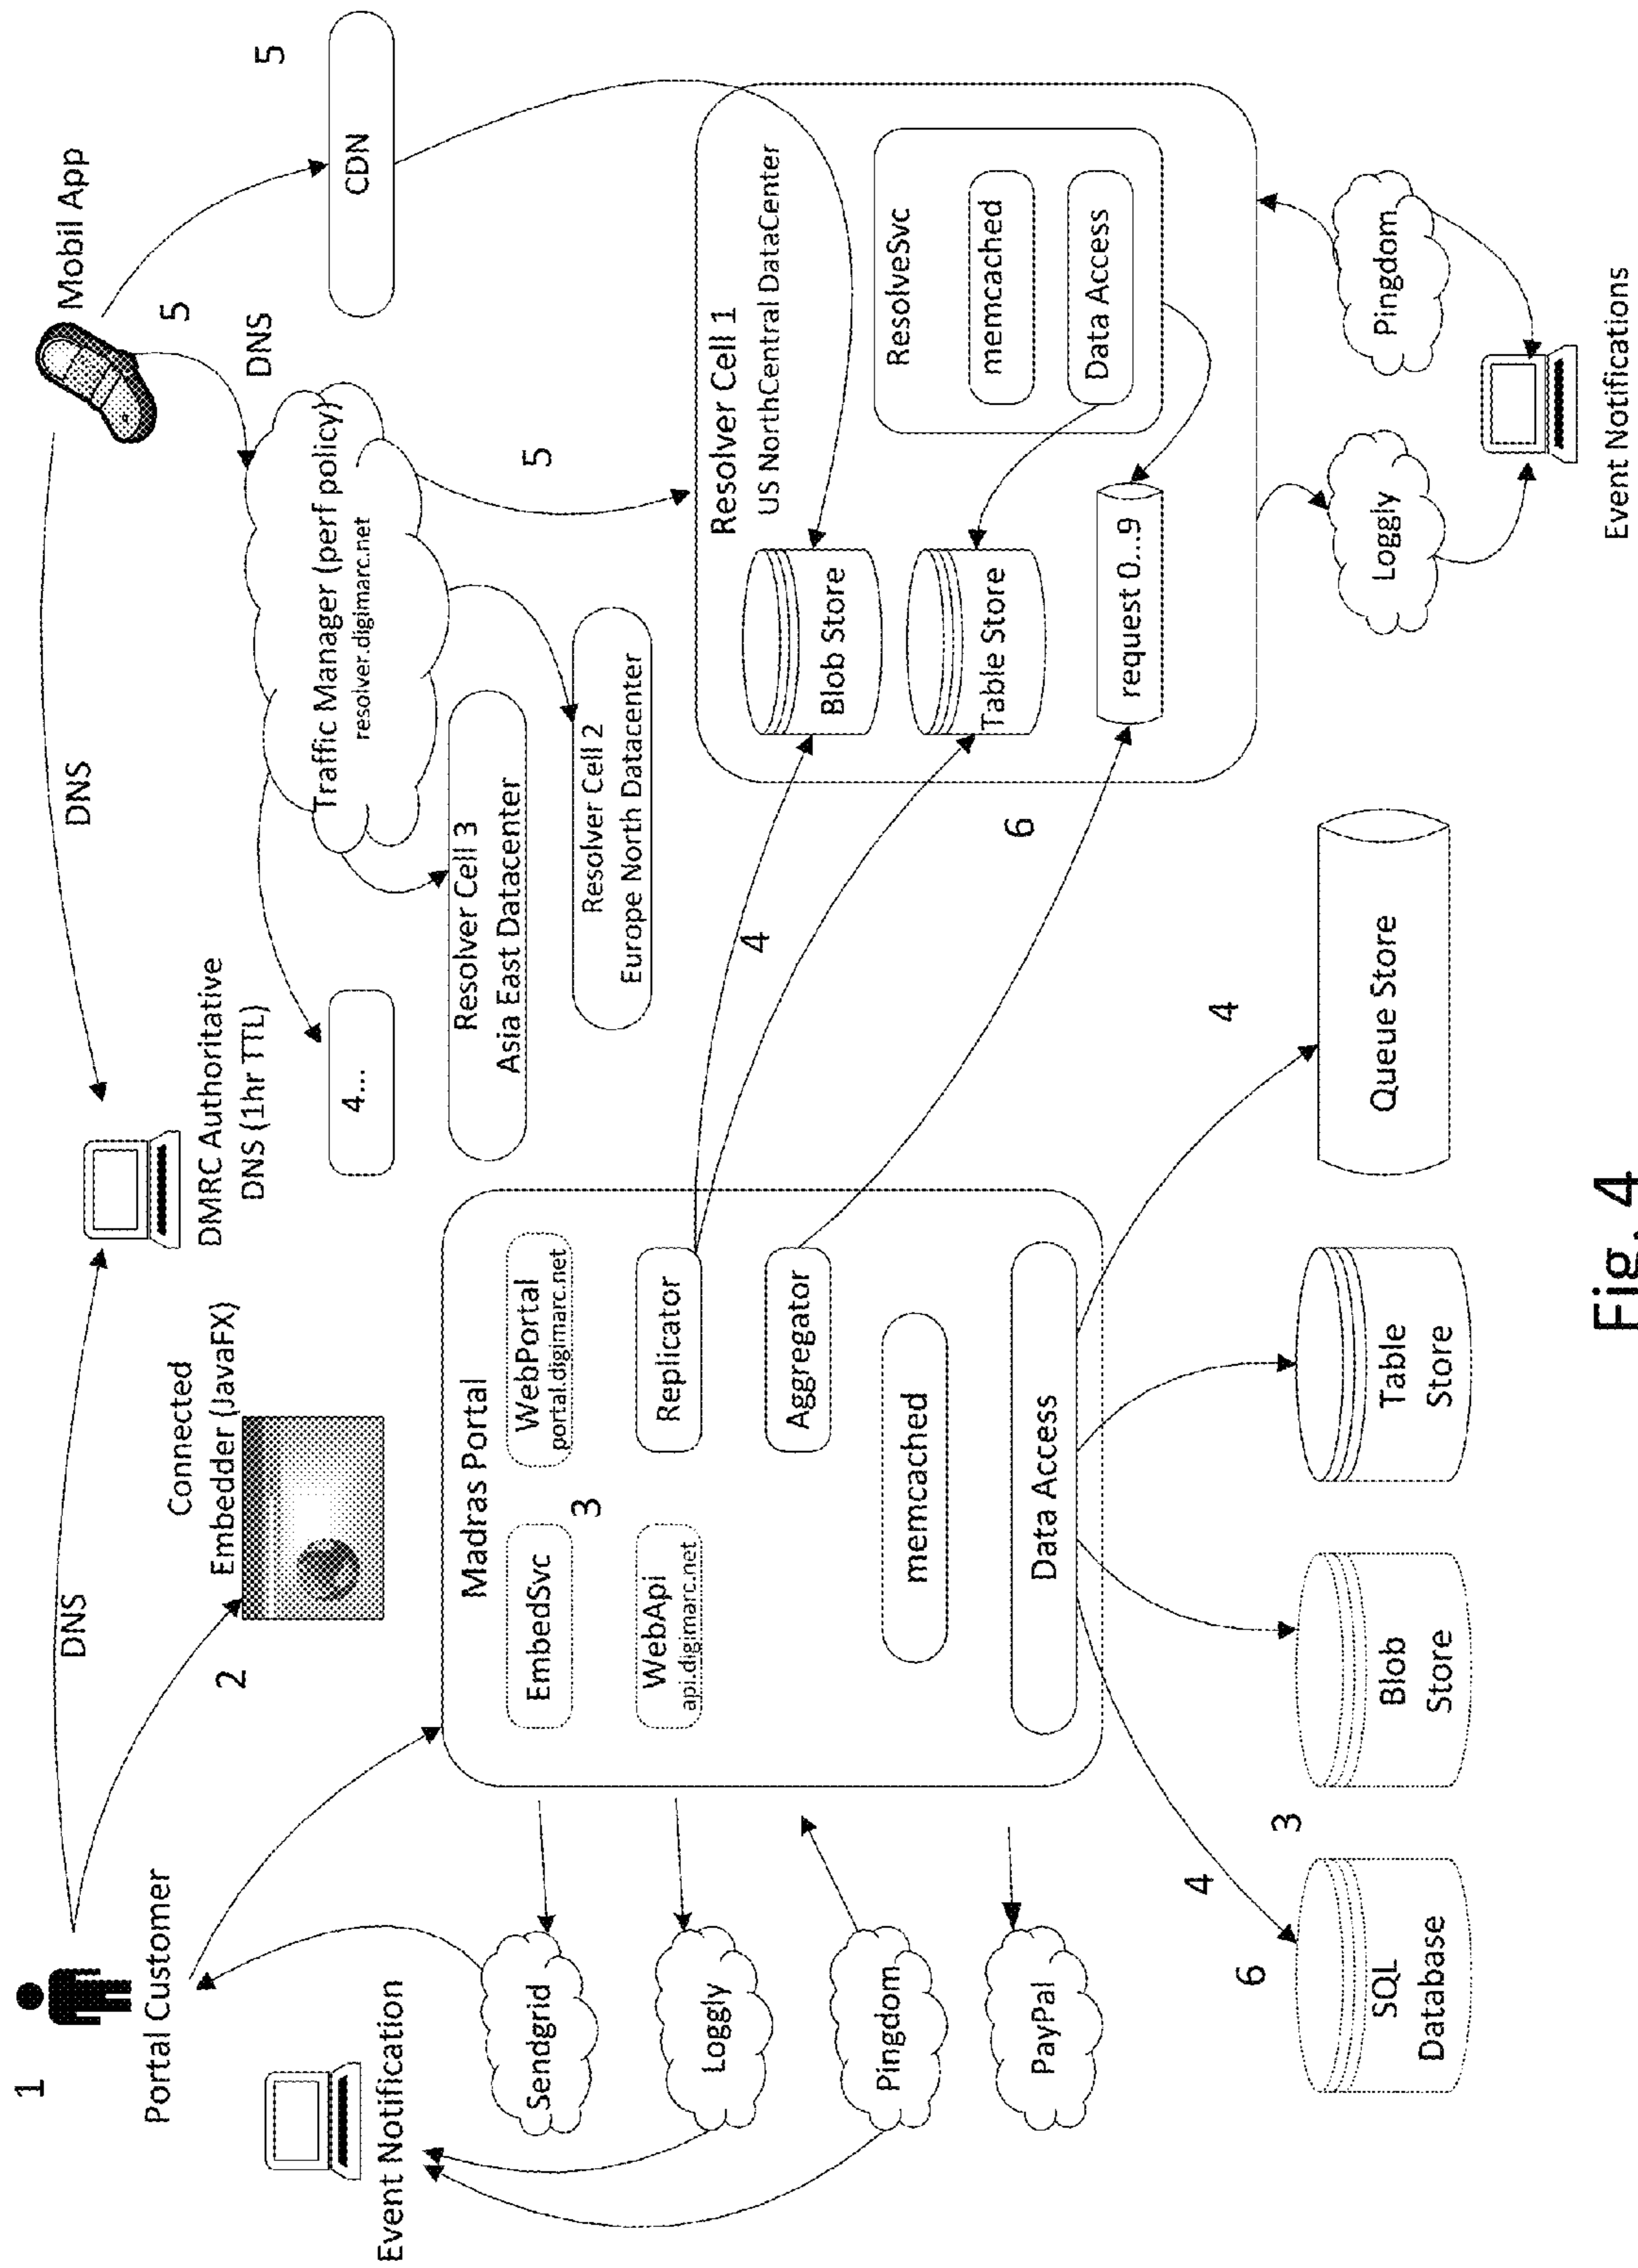 1
Portal Customer
DNS
DMRC Authoritative
DNS (1hr TTL)
DNS
Mobil App
5
DNS
5
CDN
2
Connected
Embedder (JavaFX)
Event Notification
Traffic Manager (perf policy)
resolver.digimarc.net
4...
Resolver Cell 3
Asia East Datacenter
Resolver Cell 2
Europe North Datacenter
5
Sendgrid
Loggly
Pingdom
PayPal
Madras Portal
EmbedSvc
WebPortal
portal.digimarc.net
3
WebApi
api.digimarc.net
Replicator
Aggregator
memcached
Data Access
4
6
Resolver Cell 1
US NorthCentral DataCenter
Blob Store
Table Store
request 0...9
ResolveSvc
memcached
Data Access
6
4
3
4
SQL
Database
Blob
Store
Table
Store
Queue Store
Loggly
Pingdom
Event Notifications
Fig. 4